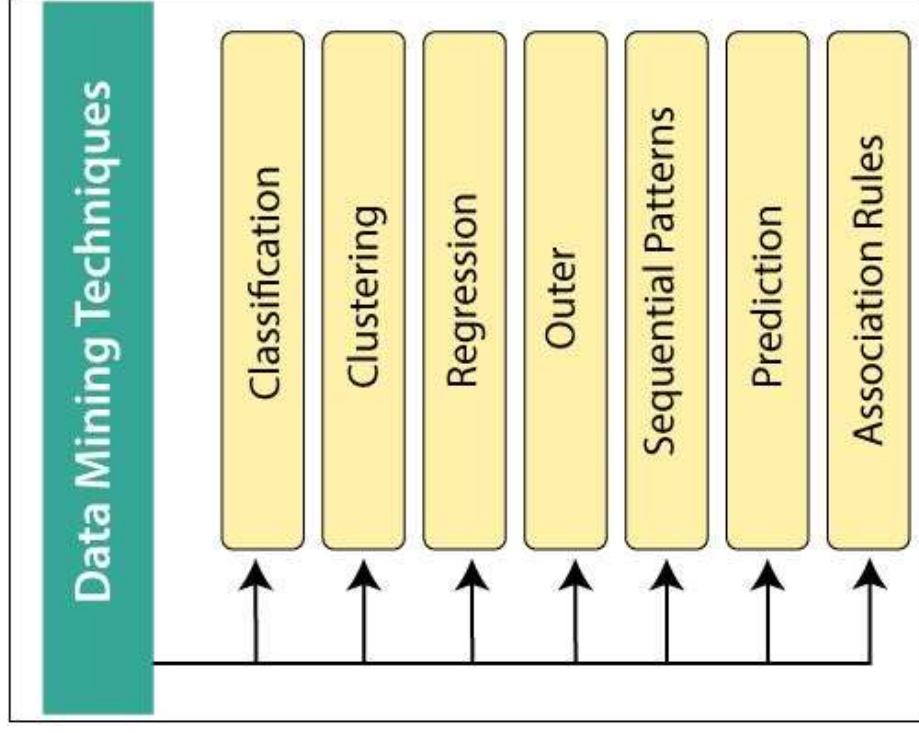 Data Mining Techniques
Classification
Clustering
Regression
Outer
Sequential Patterns
Prediction
Association Rules